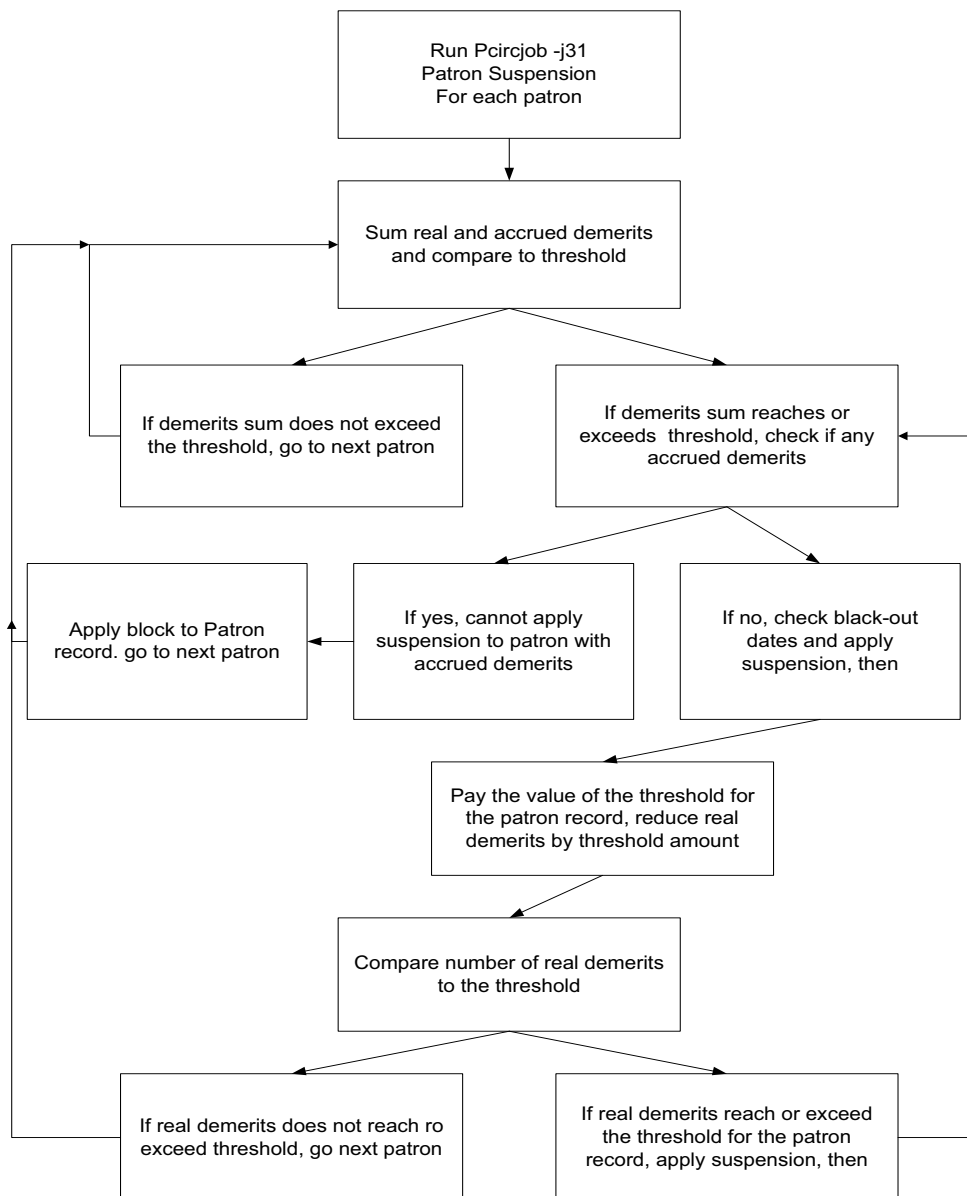 Run Pcircjob -j31
Patron Suspension
For each patron
Sum real and accrued demerits
and compare to threshold
If demerits sum does not exceed
the threshold, go to next patron
If demerits sum reaches or
exceeds  threshold, check if any
accrued demerits
Apply block to Patron
record. go to next patron
If yes, cannot apply
suspension to patron with
accrued demerits
If no, check black-out
dates and apply
suspension, then
Pay the value of the threshold for
the patron record, reduce real
demerits by threshold amount
Compare number of real demerits
to the threshold
If real demerits does not reach ro
exceed threshold, go next patron
If real demerits reach or exceed
the threshold for the patron
record, apply suspension, then